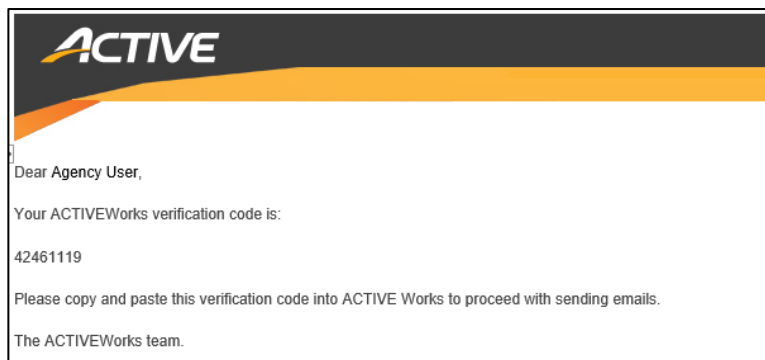 ACTIVE
Dear Agency User,
Your ACTIVEWorks verification code is:
42461119
Please copy and paste this verification code into ACTIVE Works to proceed with sending emails.
The ACTIVEWorks team.